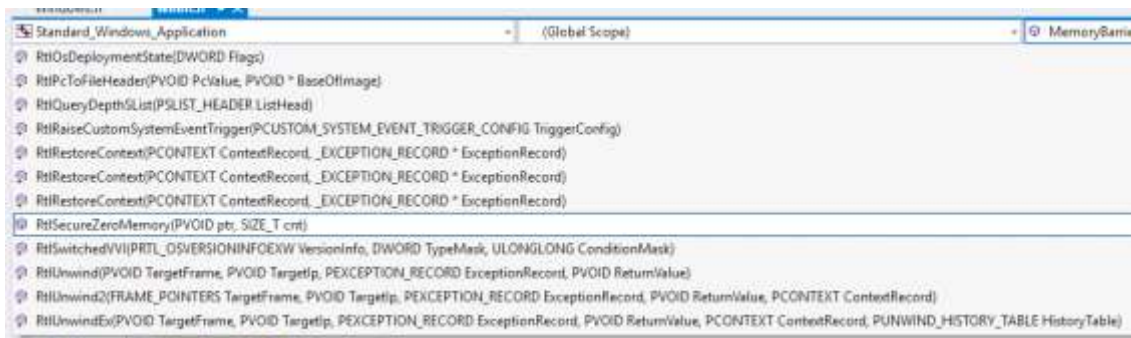 Standard_Windows_Application (Global Scope) MemoryBarrie
RtlOsDeploymentState(DWORD Flags)
RtlPcToFileHeader(PVOID PcValue, PVOID * BaseOfImage)
RtlQueryDepthSList(PSLIST_HEADER ListHead)
RtlRaiseCustomSystemEventTrigger(PCUSTOM_SYSTEM_EVENT_TRIGGER_CONFIG TriggerConfig)
RtlRestoreContext(PCONTEXT ContextRecord, _EXCEPTION_RECORD * ExceptionRecord)
RtlRestoreContext(PCONTEXT ContextRecord, _EXCEPTION_RECORD * ExceptionRecord)
RtlRestoreContext(PCONTEXT ContextRecord, _EXCEPTION_RECORD * ExceptionRecord)
RtlSecureZeroMemory(PVOID ptr, SIZE_T cnt)
RtlSwitchedVVI(PRTL_OSVERSIONINFOEXW VersionInfo, DWORD TypeMask, ULONGLONG ConditionMask)
RtlUnwind(PVOID TargetFrame, PVOID TargetIp, PEXCEPTION_RECORD ExceptionRecord, PVOID ReturnValue)
RtlUnwind2(FRAME_POINTERS TargetFrame, PVOID TargetIp, PEXCEPTION_RECORD ExceptionRecord, PVOID ReturnValue, PCONTEXT ContextRecord)
RtlUnwindEx(PVOID TargetFrame, PVOID TargetIp, PEXCEPTION_RECORD ExceptionRecord, PVOID ReturnValue, PCONTEXT ContextRecord, PUNWIND_HISTORY_TABLE HistoryTable)